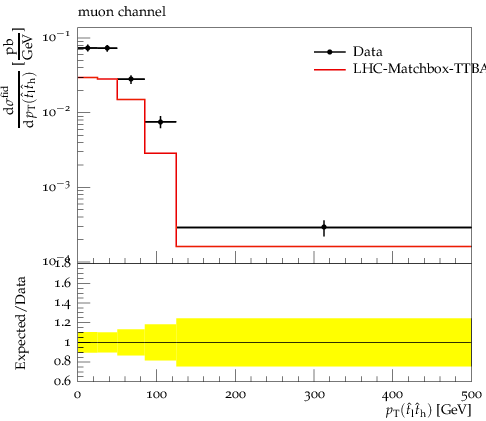 muon channel
dσ^fid / dp_T(t̂_l t̂_h) [pb/GeV]
Data
LHC-Matchbox-TTBA
10^−1
10^−2
10^−3
10^−4
Expected/Data
1.8
1.6
1.4
1.2
1
0.8
0.6
0 100 200 300 400 500
p_T(t̂_l t̂_h) [GeV]